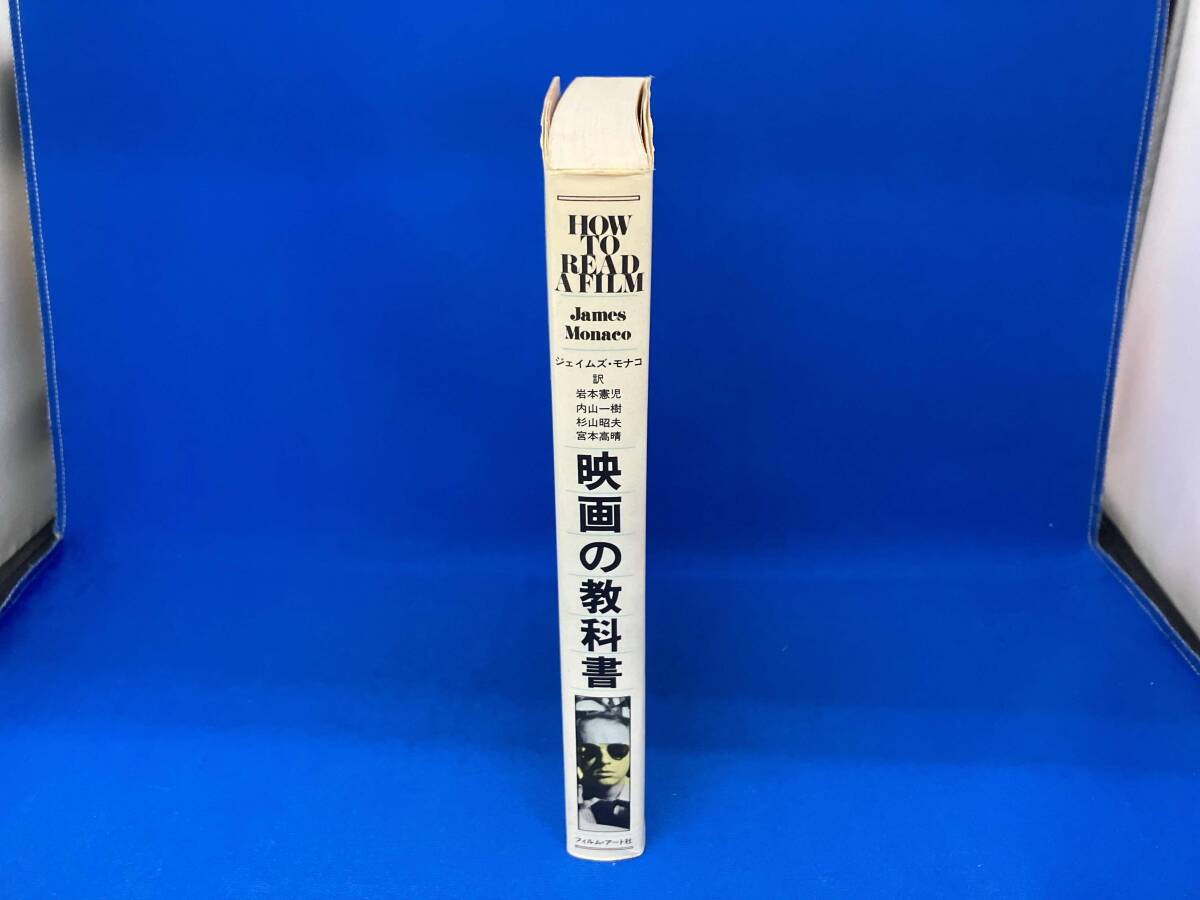 HOW
TO
READ
A FILM
James
Monaco
ジェイムズ・モナコ
訳
岩本憲児
内山一樹
杉山昭夫
宮本高晴
映画の教科書
フィルムアート社